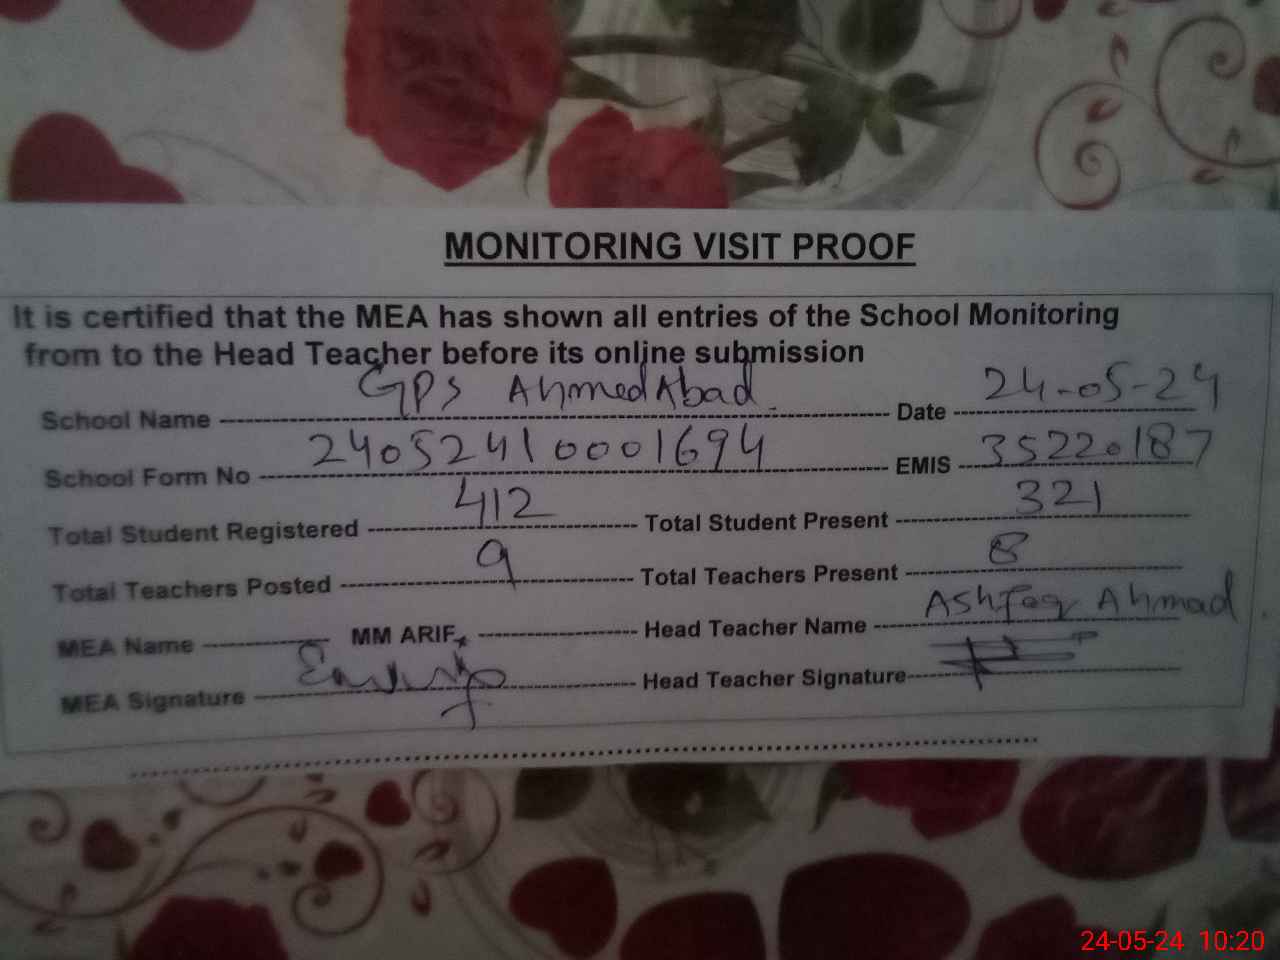 MONITORING VISIT PROOF
It is certified that the MEA has shown all entries of the School Monitoring
from to the Head Teacher before its online submission
School Name GPS AhmedAbad Date 24-05-24
School Form No 240524100001694 EMIS 35220187
Total Student Registered 412 Total Student Present 321
Total Teachers Posted 9 Total Teachers Present 8
MEA Name MM ARIF Head Teacher Name Ashfaq Ahmad
MEA Signature Head Teacher Signature
24-05-24 10:20